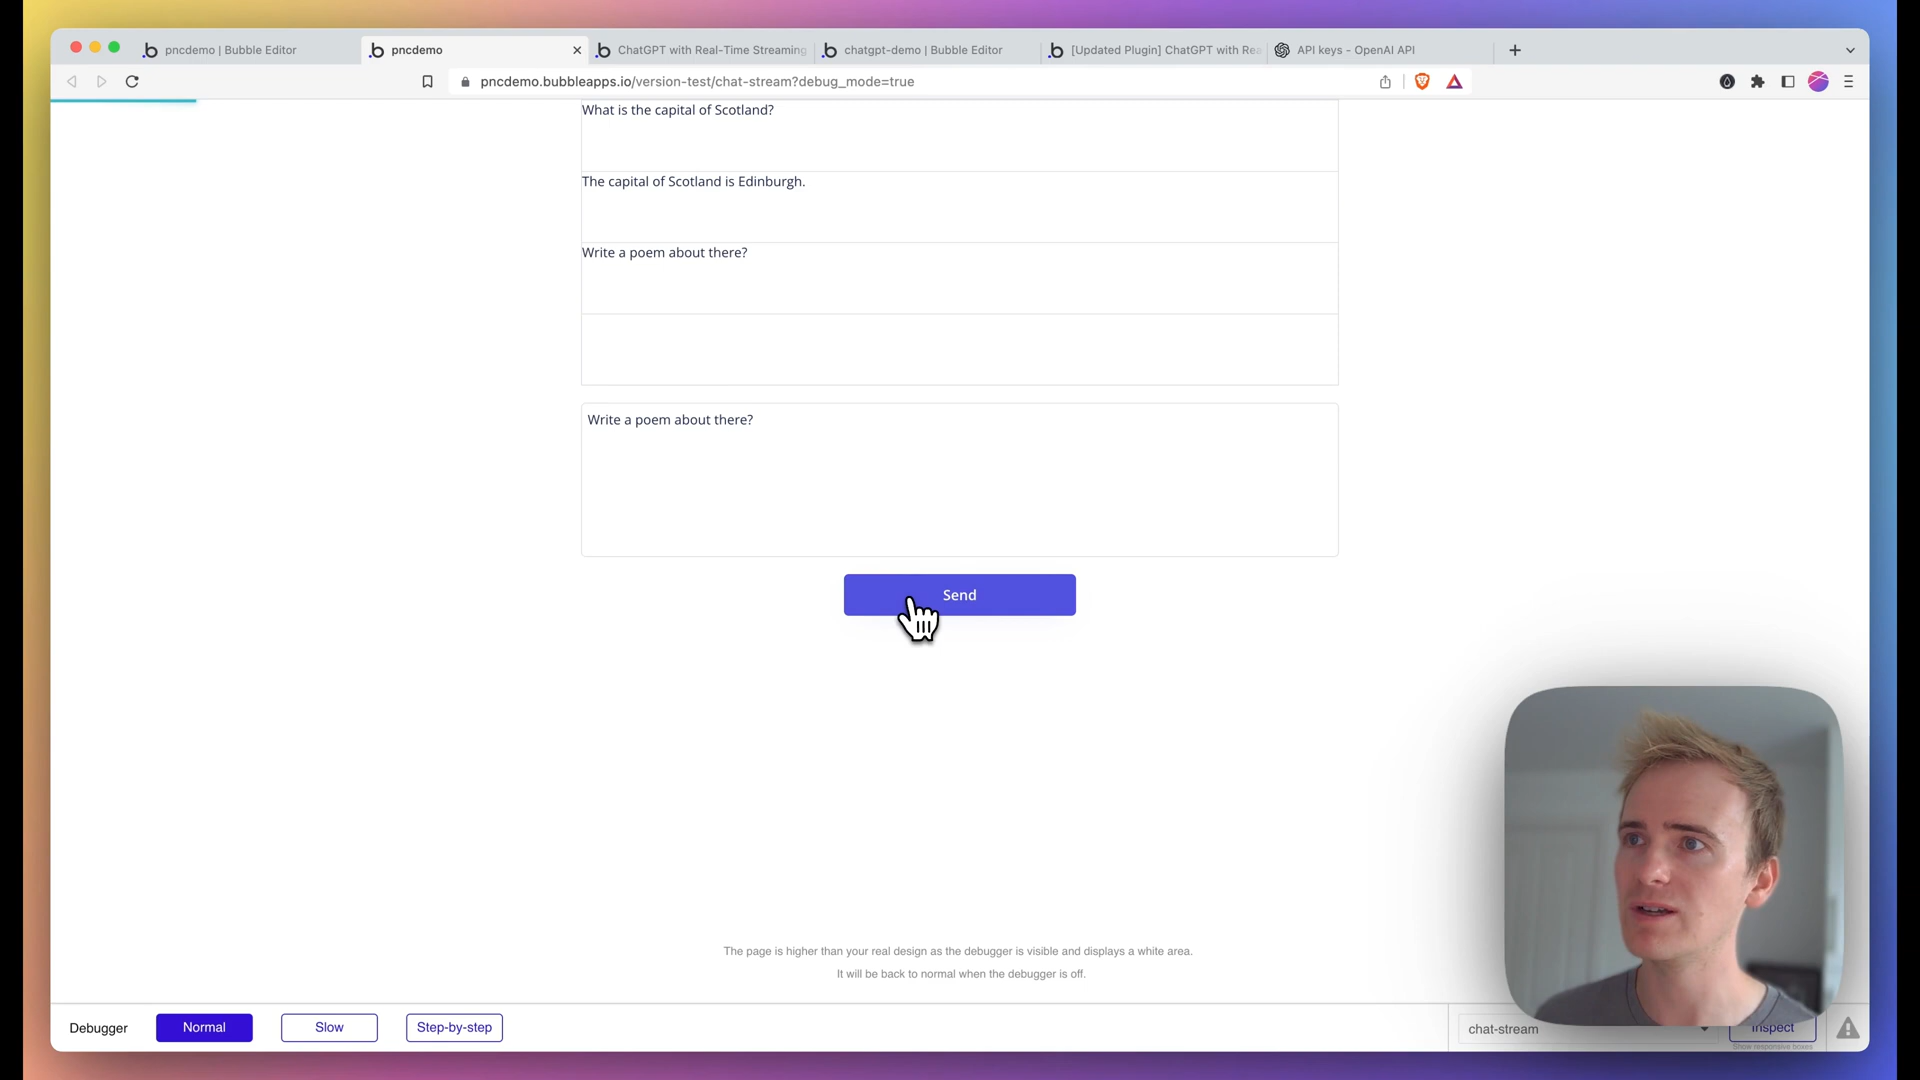 pncdemo | Bubble Editor
pncdemo
ChatGPT with Real-Time Streaming
chatgpt-demo | Bubble Editor
[Updated Plugin] ChatGPT with Rea
API keys - OpenAI API
pncdemo.bubbleapps.io/version-test/chat-stream?debug_mode=true
What is the capital of Scotland?
The capital of Scotland is Edinburgh.
Write a poem about there?
Write a poem about there?
Send
The page is higher than your real design as the debugger is visible and displays a white area.
It will be back to normal when the debugger is off.
Debugger
Normal
Slow
Step-by-step
chat-stream
Inspect
Show responsive boxes